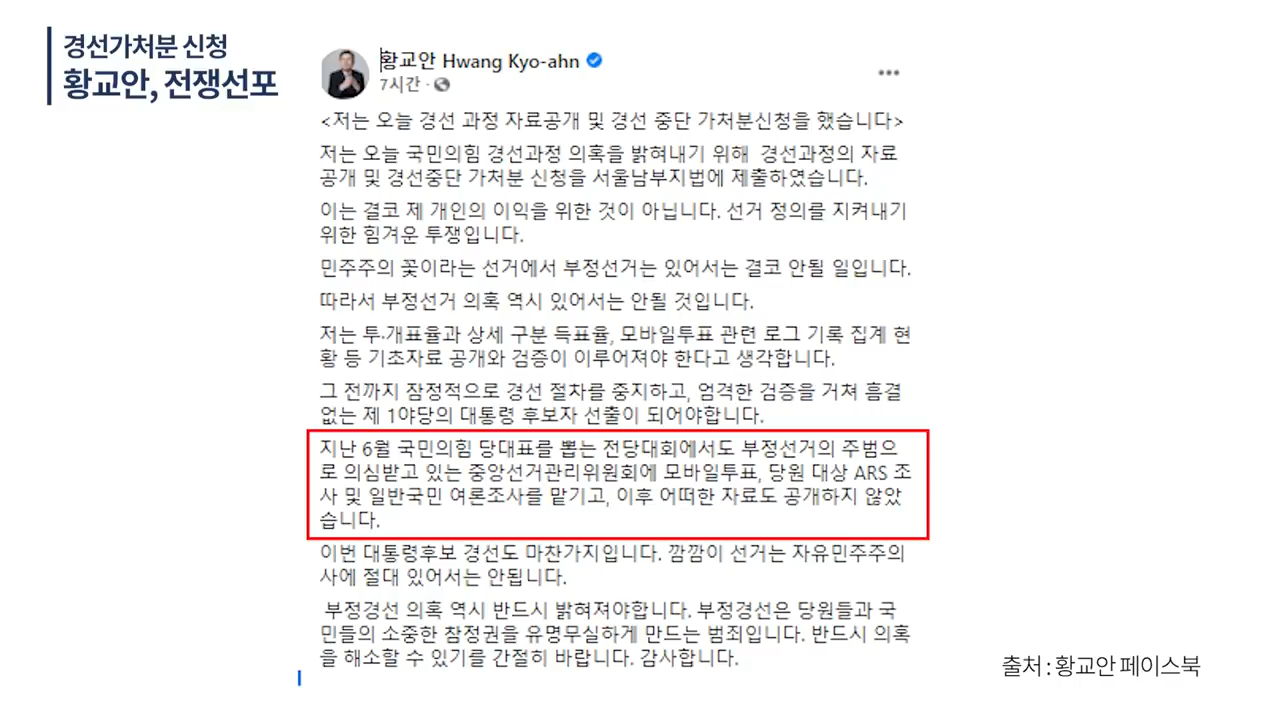 경선가처분 신청
황교안, 전쟁선포
황교안 Hwang Kyo-ahn
7시간 ·
<저는 오늘 경선 과정 자료공개 및 경선 중단 가처분신청을 했습니다>
저는 오늘 국민의힘 경선과정 의혹을 밝혀내기 위해 경선과정의 자료
공개 및 경선중단 가처분 신청을 서울남부지법에 제출하였습니다.
이는 결코 제 개인의 이익을 위한 것이 아닙니다. 선거 정의를 지켜내기
위한 힘겨운 투쟁입니다.
민주주의 꽃이라는 선거에서 부정선거는 있어서는 결코 안될 일입니다.
따라서 부정선거 의혹 역시 있어서는 안될 것입니다.
저는 투·개표율과 상세 구분 득표율, 모바일투표 관련 로그 기록 집계 현
황 등 기초자료 공개와 검증이 이루어져야 한다고 생각합니다.
그 전까지 잠정적으로 경선 절차를 중지하고, 엄격한 검증을 거쳐 흠결
없는 제 1야당의 대통령 후보자 선출이 되어야합니다.
지난 6월 국민의힘 당대표를 뽑는 전당대회에서도 부정선거의 주범으
로 의심받고 있는 중앙선거관리위원회에 모바일투표, 당원 대상 ARS 조
사 및 일반국민 여론조사를 맡기고, 이후 어떠한 자료도 공개하지 않았
습니다.
이번 대통령후보 경선도 마찬가지입니다. 깜깜이 선거는 자유민주주의
사에 절대 있어서는 안됩니다.
부정경선 의혹 역시 반드시 밝혀져야합니다. 부정경선은 당원들과 국
민들의 소중한 참정권을 유명무실하게 만드는 범죄입니다. 반드시 의혹
을 해소할 수 있기를 간절히 바랍니다. 감사합니다.
출처 : 황교안 페이스북